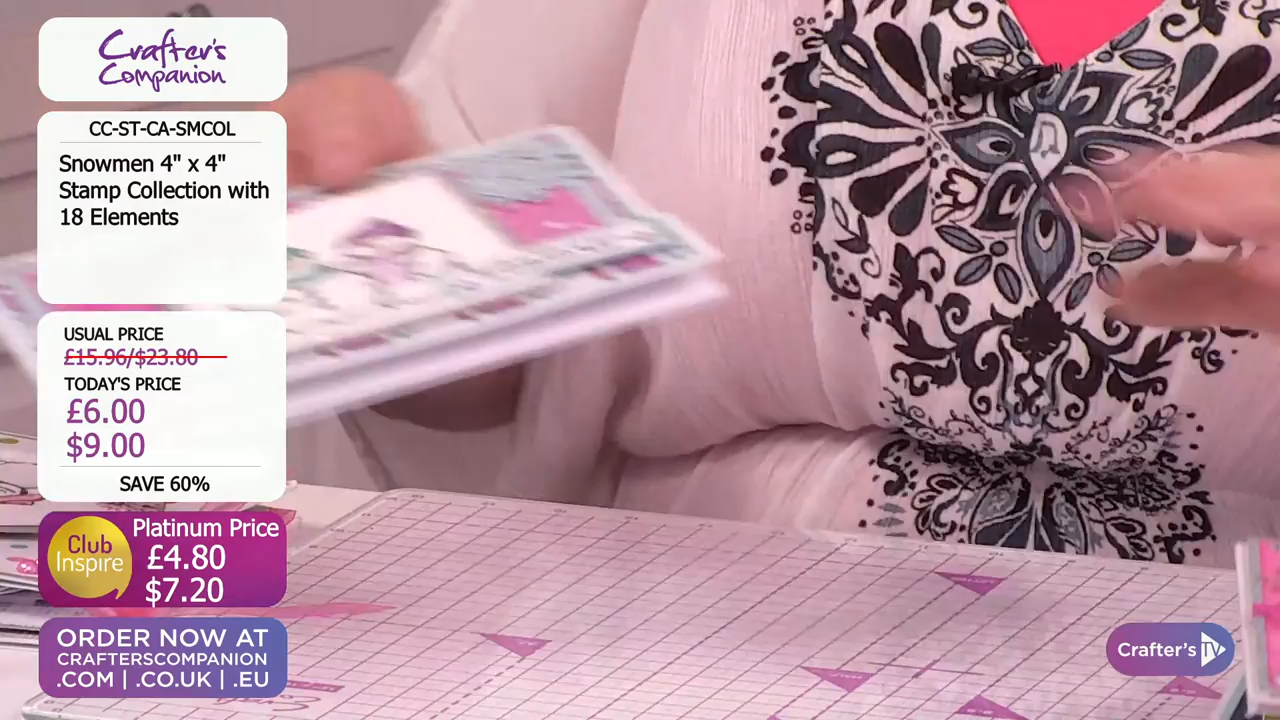 Crafter's
Companion
CC-ST-CA-SMCOL
Snowmen 4" x 4"
Stamp Collection with
18 Elements
USUAL PRICE
£15.96/$23.80
TODAY'S PRICE
£6.00
$9.00
SAVE 60%
Club
Inspire
Platinum Price
£4.80
$7.20
ORDER NOW AT
CRAFTERSCOMPANION
.COM | .CO.UK | .EU
Crafter's TV